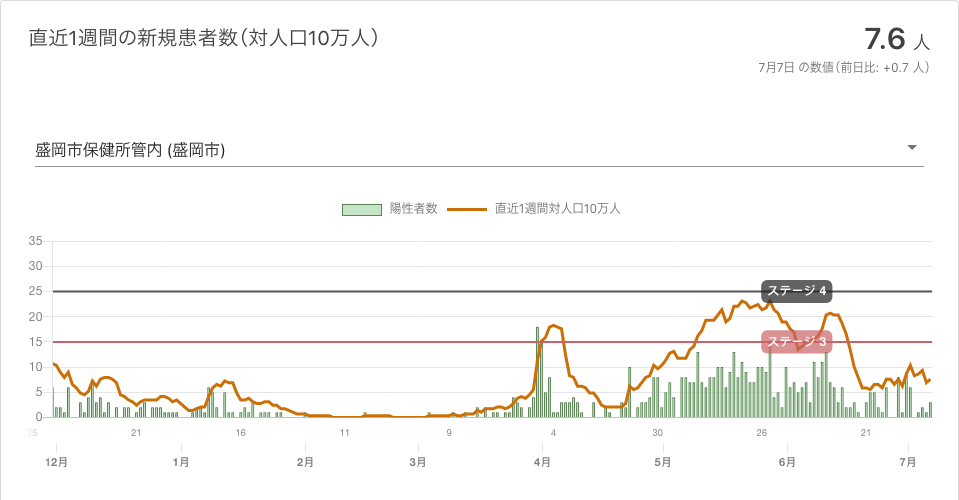 直近1週間の新規患者数（対人口10万人）
7.6 人
7月7日 の数値（前日比: +0.7 人）
盛岡市保健所管内 (盛岡市)
陽性者数 直近1週間対人口10万人
35
30
25
20
15
10
5
0
ステージ 4
ステージ 3
25 21 16 11 9 4 30 26 21
12月 1月 2月 3月 4月 5月 6月 7月